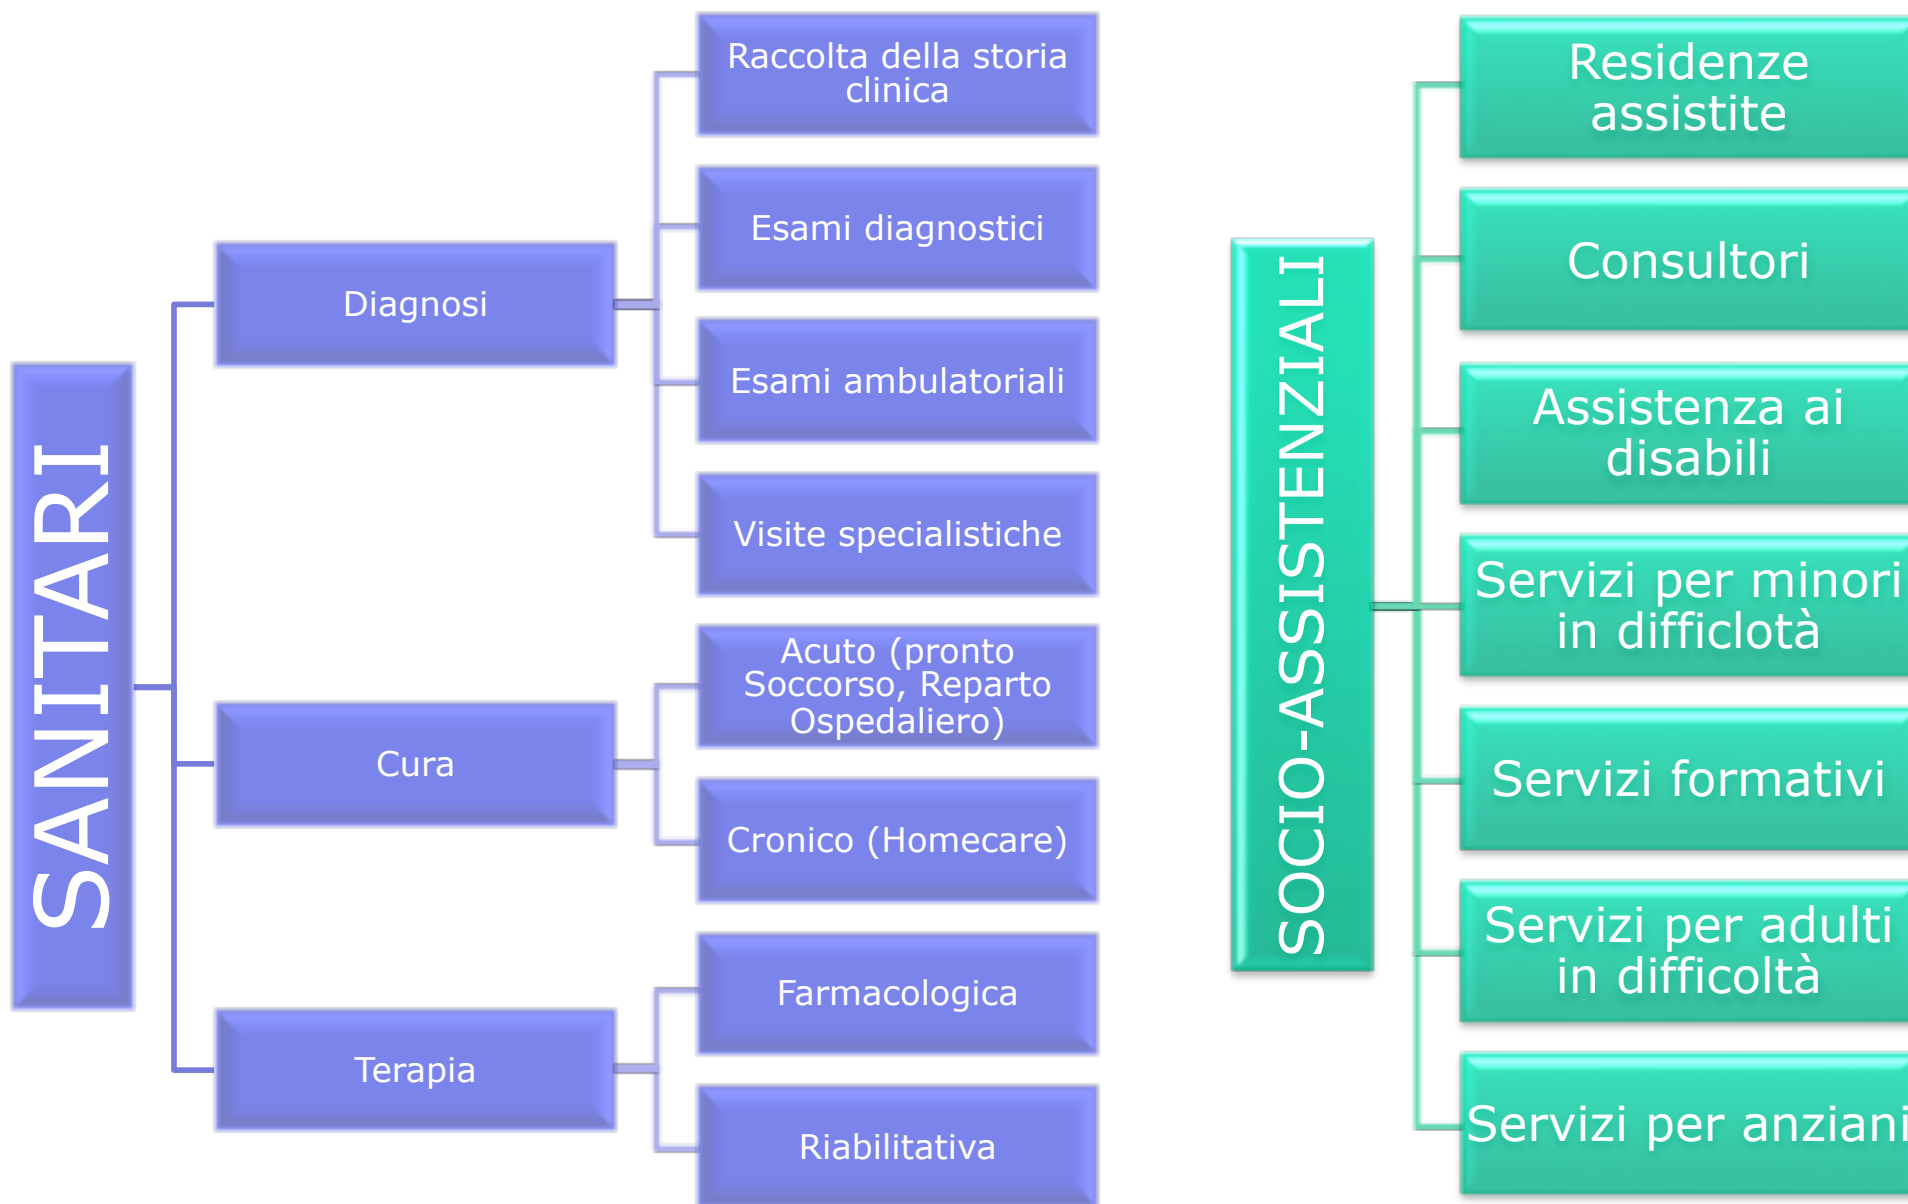 SANITARI
Diagnosi
Raccolta della storia
clinica
Esami diagnostici
Esami ambulatoriali
Visite specialistiche
Cura
Acuto (pronto
Soccorso, Reparto
Ospedaliero)
Cronico (Homecare)
Terapia
Farmacologica
Riabilitativa
SOCIO-ASSISTENZIALI
Residenze
assistite
Consultori
Assistenza ai
disabili
Servizi per minori
in difficlotà
Servizi formativi
Servizi per adulti
in difficoltà
Servizi per anziani